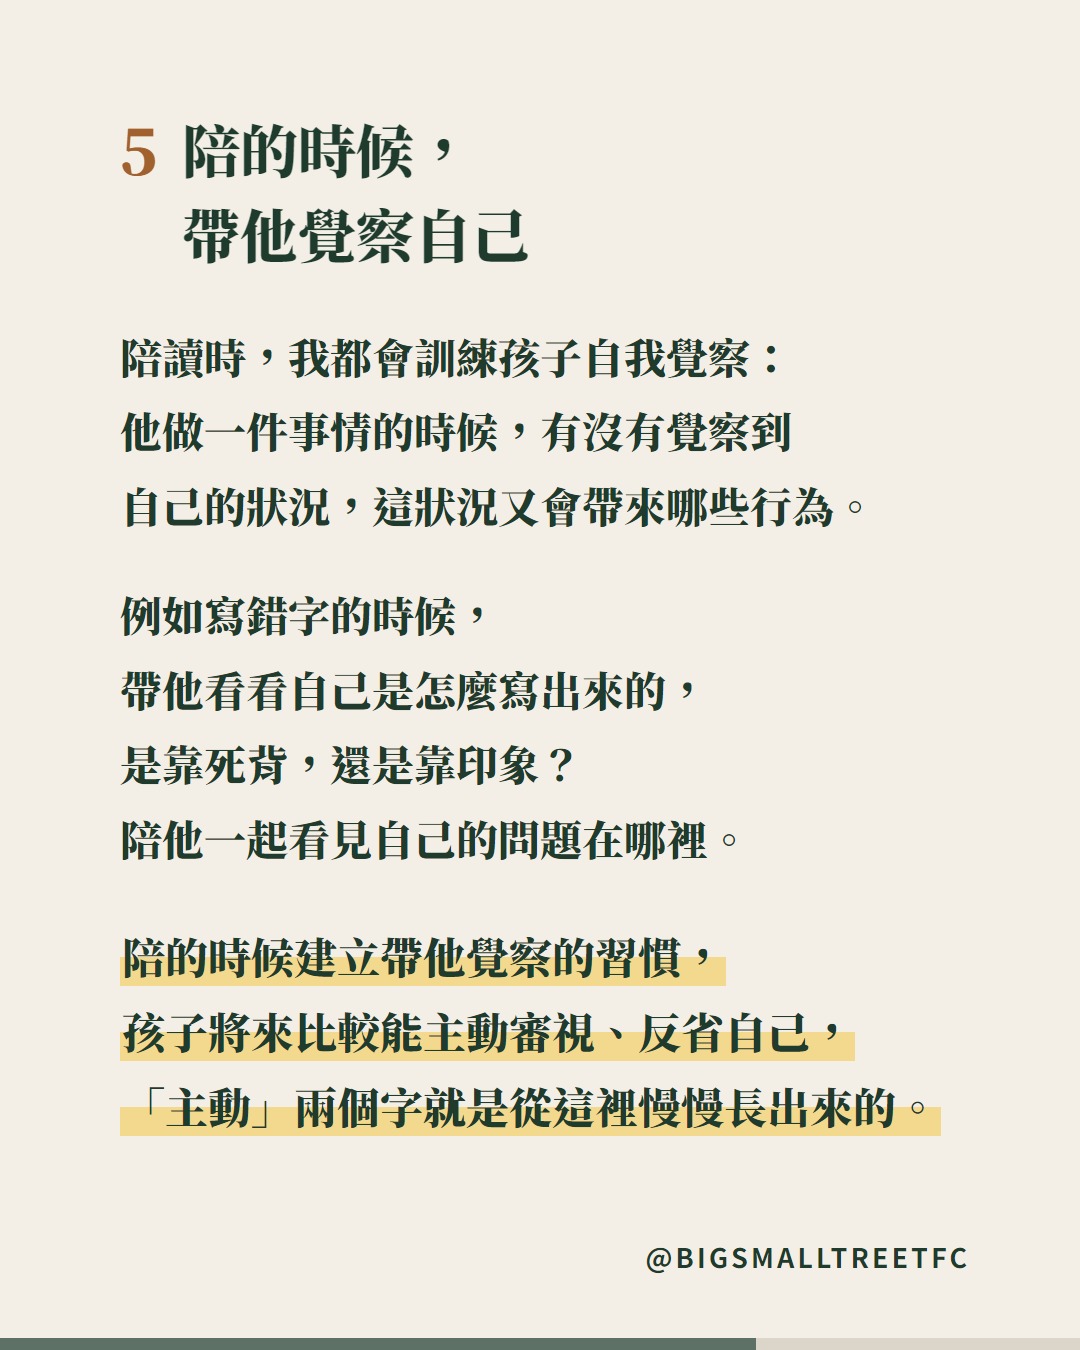 5 陪的時候，
帶他覺察自己
陪讀時，我都會訓練孩子自我覺察：
他做一件事情的時候，有沒有覺察到
自己的狀況，這狀況又會帶來哪些行為。
例如寫錯字的時候，
帶他看看自己是怎麼寫出來的，
是靠死背，還是靠印象？
陪他一起看見自己的問題在哪裡。
陪的時候建立帶他覺察的習慣，
孩子將來比較能主動審視、反省自己，
「主動」兩個字就是從這裡慢慢長出來的。
@BIGSMALLTREETFC